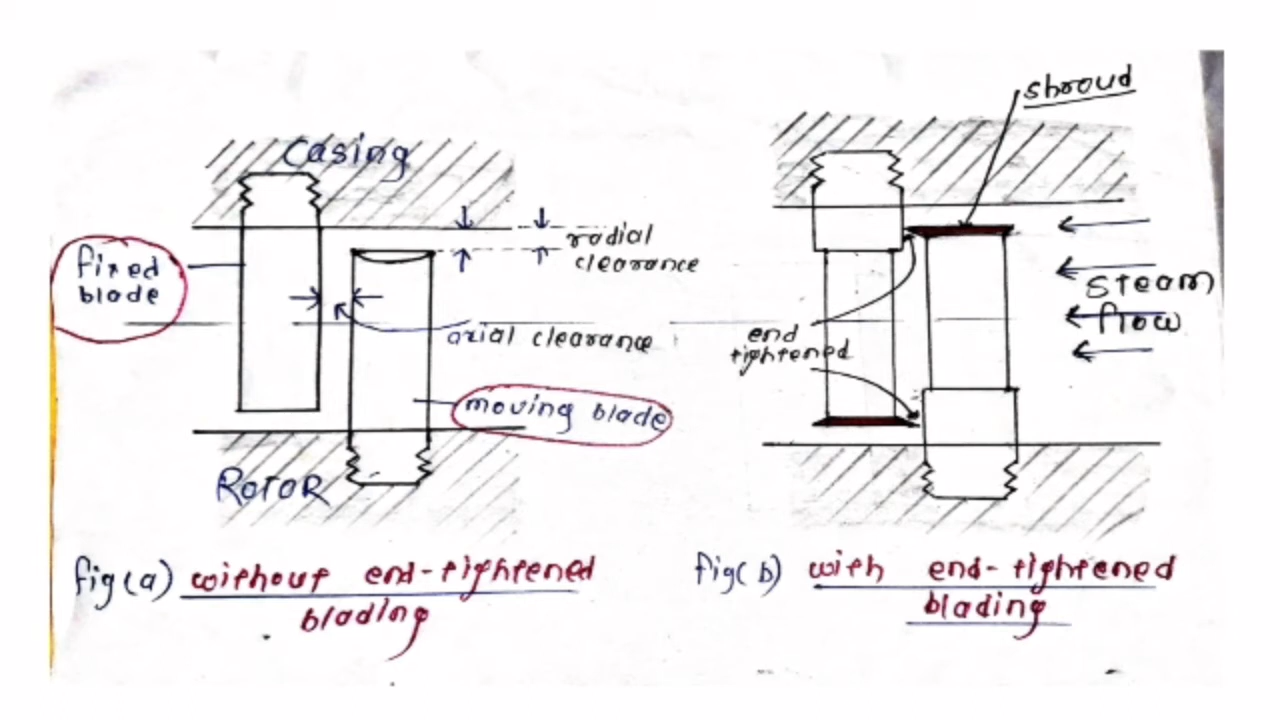 Casing
fixed
blade
radial
clearance
axial clearance
moving blade
ROTOR
fig(a) without end-tightened
blading
shroud
steam
flow
end
tightened
fig(b) with end-tightened
blading